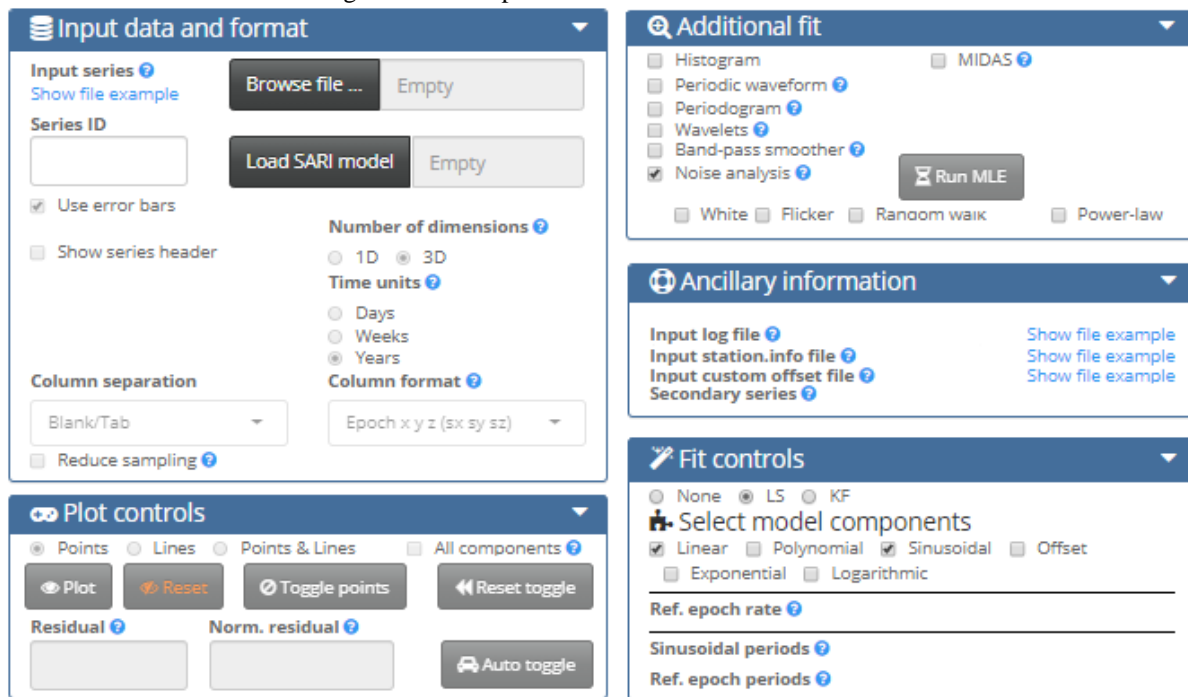 Input data and format
Input series
Show file example
Browse file ...
Empty
Series ID
Load SARI model
Empty
Use error bars
Show series header
Number of dimensions
1D 3D
Time units
Days
Weeks
Years
Column separation
Column format
Blank/Tab
Epoch x y z (sx sy sz)
Reduce sampling
Plot controls
Points Lines Points & Lines All components
Plot Reset Toggle points Reset toggle
Residual Norm. residual
Auto toggle
Additional fit
Histogram MIDAS
Periodic waveform
Periodogram
Wavelets
Band-pass smoother
Noise analysis Run MLE
White Flicker Random walk Power-law
Ancillary information
Input log file Show file example
Input station.info file Show file example
Input custom offset file Show file example
Secondary series
Fit controls
None LS KF
Select model components
Linear Polynomial Sinusoidal Offset
Exponential Logarithmic
Ref. epoch rate
Sinusoidal periods
Ref. epoch periods